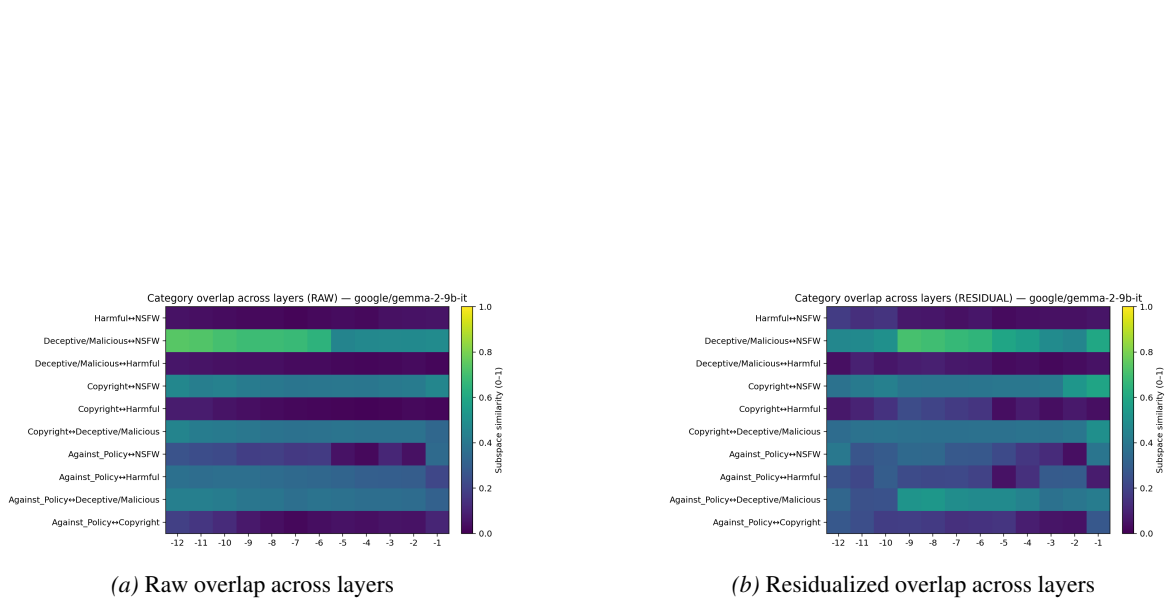 Category overlap across layers (RAW) — google/gemma-2-9b-it
Harmful↔NSFW
Deceptive/Malicious↔NSFW
Deceptive/Malicious↔Harmful
Copyright↔NSFW
Copyright↔Harmful
Copyright↔Deceptive/Malicious
Against_Policy↔NSFW
Against_Policy↔Harmful
Against_Policy↔Deceptive/Malicious
Against_Policy↔Copyright
-12 -11 -10 -9 -8 -7 -6 -5 -4 -3 -2 -1
1.0
0.8
0.6
0.4
0.2
0.0
Subspace similarity (0–1)
(a) Raw overlap across layers
Category overlap across layers (RESIDUAL) — google/gemma-2-9b-it
Harmful↔NSFW
Deceptive/Malicious↔NSFW
Deceptive/Malicious↔Harmful
Copyright↔NSFW
Copyright↔Harmful
Copyright↔Deceptive/Malicious
Against_Policy↔NSFW
Against_Policy↔Harmful
Against_Policy↔Deceptive/Malicious
Against_Policy↔Copyright
-12 -11 -10 -9 -8 -7 -6 -5 -4 -3 -2 -1
1.0
0.8
0.6
0.4
0.2
0.0
Subspace similarity (0–1)
(b) Residualized overlap across layers